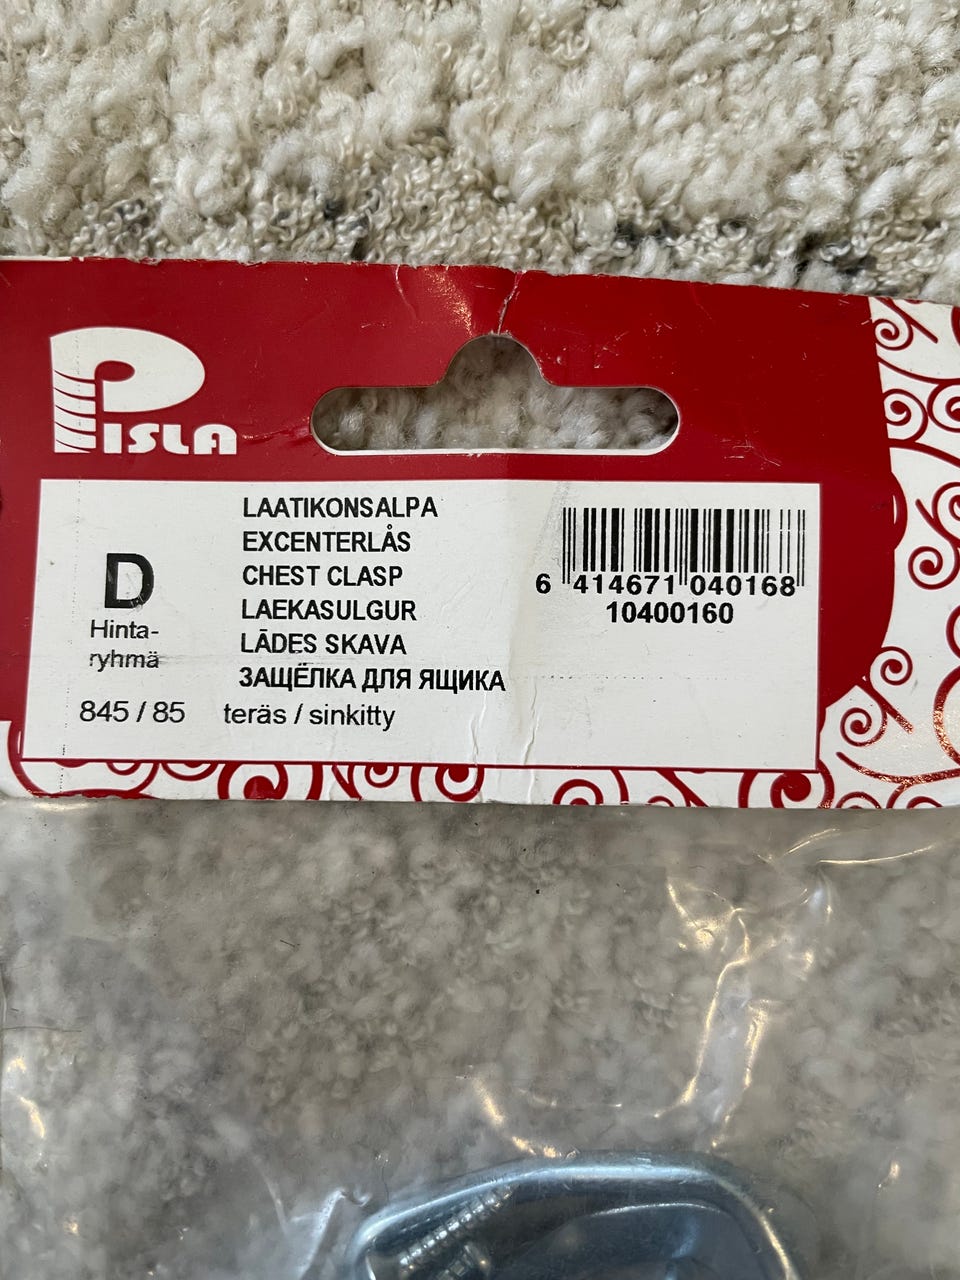 PISLA
LAATIKONSALPA
EXCENTERLÅS
CHEST CLASP
LAEKASULGUR
LĀDES SKAVA
ЗАЩЁЛКА ДЛЯ ЯЩИКА
D
Hinta-
ryhmä
845 / 85 teräs / sinkitty
6 414671 040168
10400160